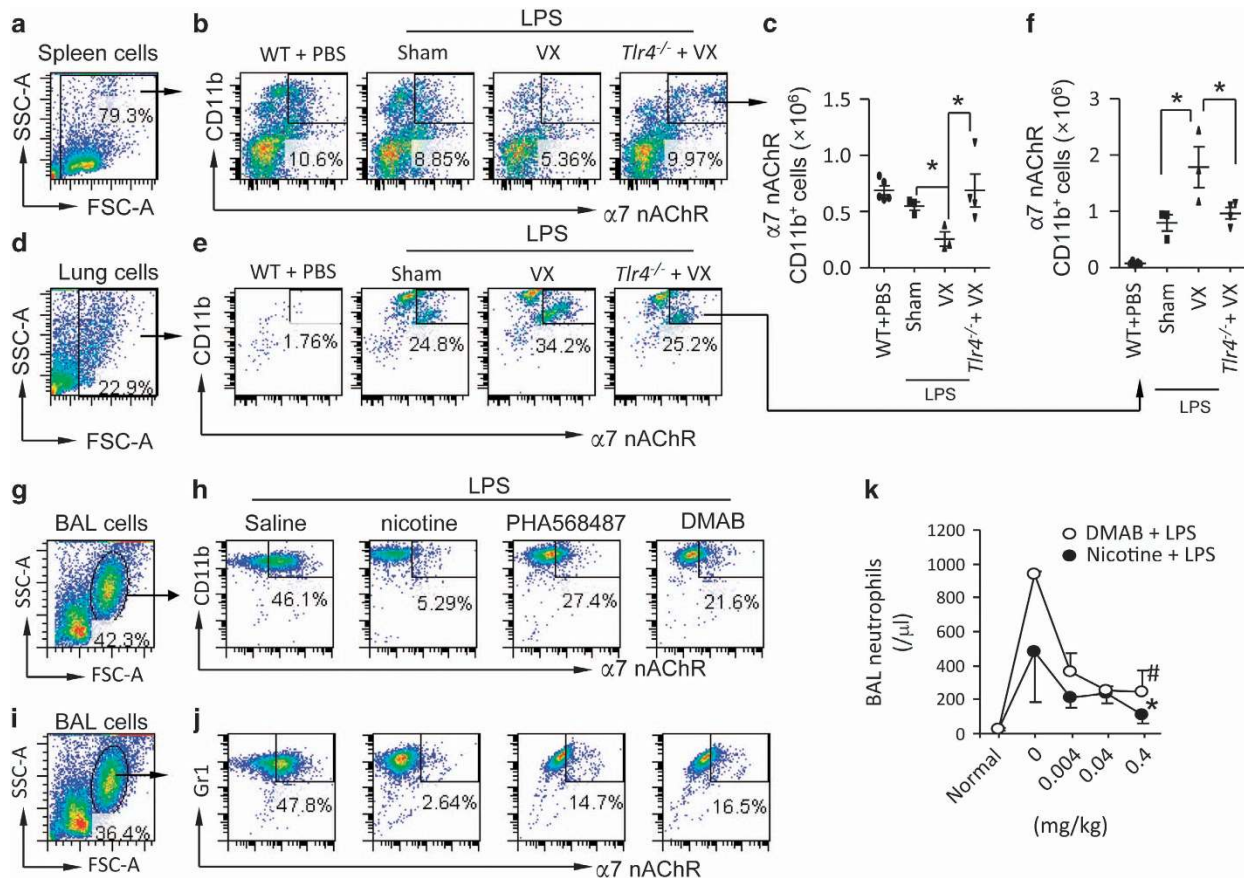 a
Spleen cells
SSC-A
79.3%
FSC-A
b
LPS
WT + PBS
Sham
VX
Tlr4-/- + VX
CD11b
10.6%
8.85%
5.36%
9.97%
α7 nAChR
c
α7 nAChR
CD11b⁺ cells (×10⁶)
1.5
1.0
0.5
0.0
*
*
WT+PBS
Sham
VX
Tlr4-/-+ VX
LPS
f
α7 nAChR
CD11b⁺ cells (×10⁶)
3
2
1
0
*
*
WT+PBS
Sham
VX
Tlr4-/-+ VX
LPS
d
Lung cells
SSC-A
22.9%
FSC-A
e
LPS
WT + PBS
Sham
VX
Tlr4-/- + VX
CD11b
1.76%
24.8%
34.2%
25.2%
α7 nAChR
g
BAL cells
SSC-A
42.3%
FSC-A
h
LPS
Saline
nicotine
PHA568487
DMAB
CD11b
46.1%
5.29%
27.4%
21.6%
α7 nAChR
i
BAL cells
SSC-A
36.4%
FSC-A
j
Gr1
47.8%
2.64%
14.7%
16.5%
α7 nAChR
k
BAL neutrophils
(/μl)
1200
1000
800
600
400
200
0
DMAB + LPS
Nicotine + LPS
#
*
Normal
0
0.004
0.04
0.4
(mg/kg)